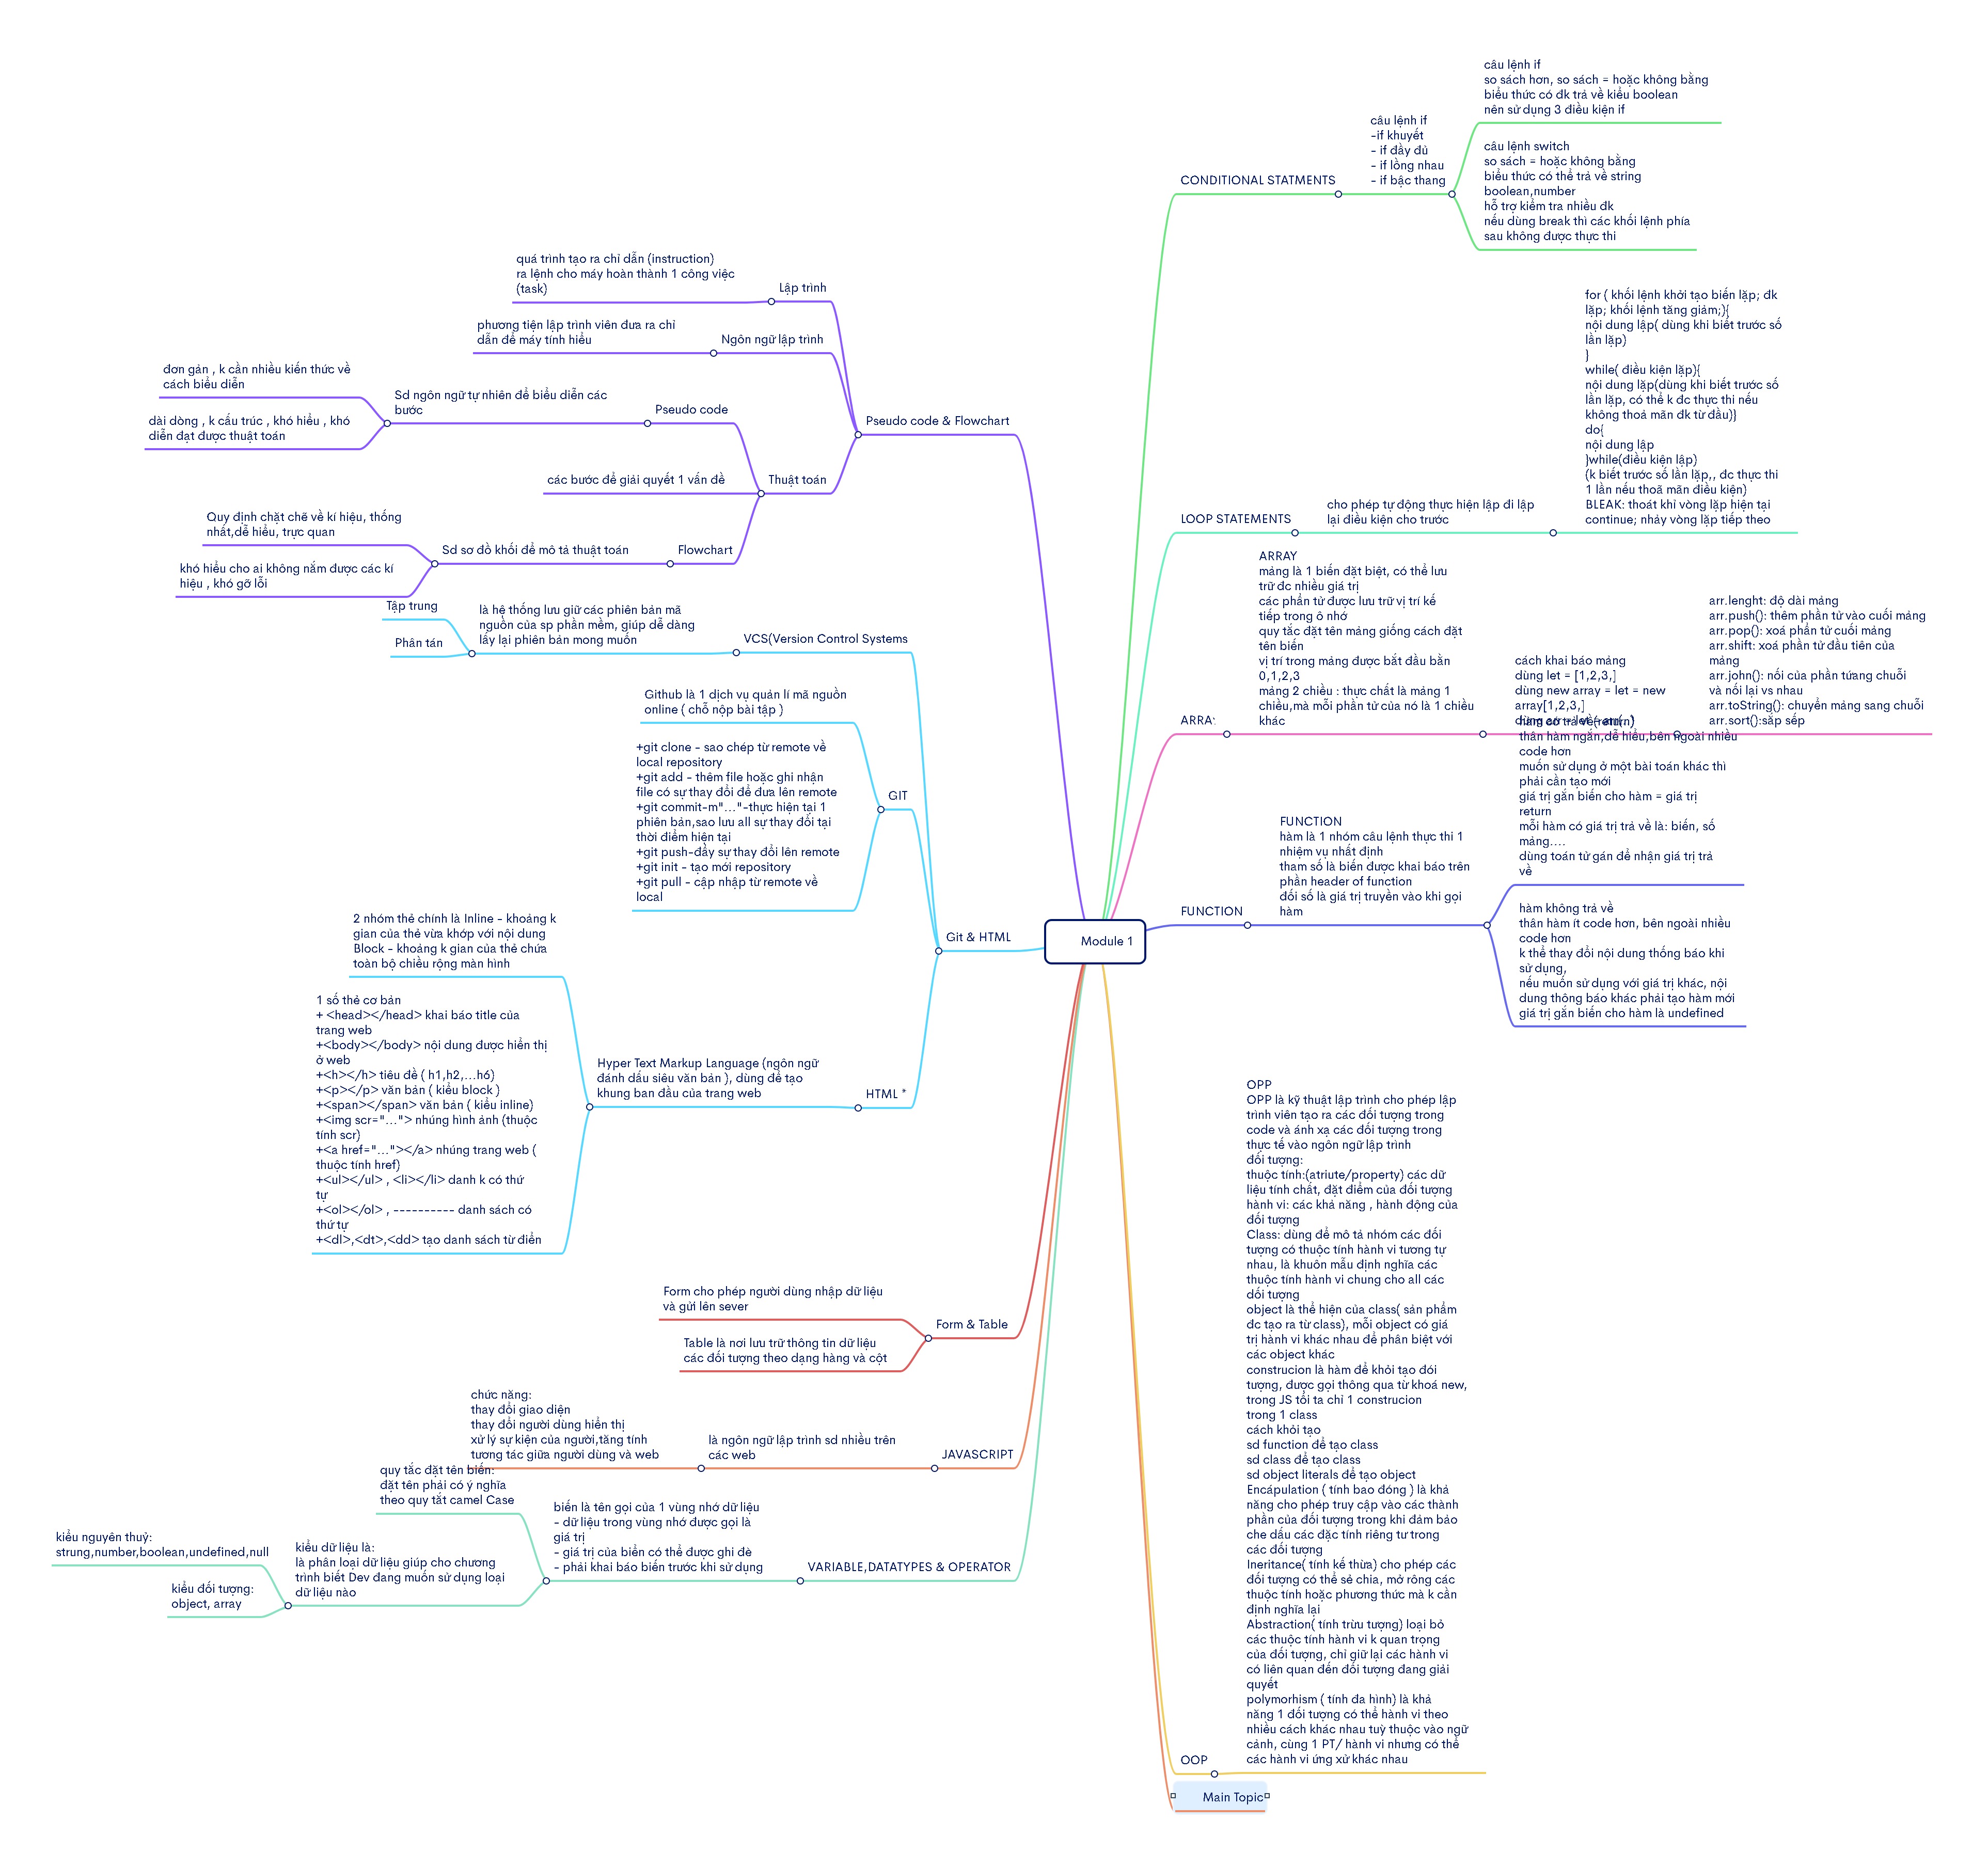 Module 1
Pseudo code & Flowchart
Lập trình
quá trình tạo ra chỉ dẫn (instruction)
ra lệnh cho máy hoàn thành 1 công việc
(task)
Ngôn ngữ lập trình
phương tiện lập trình viên đưa ra chỉ
dẫn để máy tính hiểu
Thuật toán
Pseudo code
Sd ngôn ngữ tự nhiên để biểu diễn các
bước
đơn gản , k cần nhiều kiến thức về
cách biểu diễn
dài dòng , k cấu trúc , khó hiểu , khó
diễn đạt được thuật toán
các bước để giải quyết 1 vấn đề
Flowchart
Sd sơ đồ khối để mô tả thuật toán
Quy định chặt chẽ về kí hiệu, thống
nhất,dễ hiểu, trực quan
khó hiểu cho ai không nắm được các kí
hiệu , khó gỡ lỗi
Git & HTML
VCS(Version Control Systems
là hệ thống lưu giữ các phiên bản mã
nguồn của sp phần mềm, giúp dễ dàng
lấy lại phiên bản mong muốn
Tập trung
Phân tán
GIT
Github là 1 dịch vụ quản lí mã nguồn
online ( chỗ nộp bài tập )
+git clone - sao chép từ remote về
local repository
+git add - thêm file hoặc ghi nhận
file có sự thay đổi để đưa lên remote
+git commit-m"..."-thực hiện tại 1
phiên bản,sao lưu all sự thay đổi tại
thời điểm hiện tại
+git push-đẩy sự thay đổi lên remote
+git init - tạo mới repository
+git pull - cập nhập từ remote về
local
HTML *
Hyper Text Markup Language (ngôn ngữ
đánh dấu siêu văn bản ), dùng để tạo
khung ban đầu của trang web
2 nhóm thẻ chính là Inline - khoảng k
gian của thẻ vừa khớp với nội dung
Block - khoảng k gian của thẻ chứa
toàn bộ chiều rộng màn hình
1 số thẻ cơ bản
+ <head></head> khai báo title của
trang web
+<body></body> nội dung được hiển thị
ở web
+<h></h> tiêu đề ( h1,h2,...h6)
+<p></p> văn bản ( kiểu block )
+<span></span> văn bản ( kiểu inline)
+<img scr="..."> nhúng hình ảnh (thuộc
tính scr)
+<a href="..."></a> nhúng trang web (
thuộc tính href)
+<ul></ul> , <li></li> danh k có thứ
tự
+<ol></ol> , ---------- danh sách có
thứ tự
+<dl>,<dt>,<dd> tạo danh sách từ điển
Form & Table
Form cho phép người dùng nhập dữ liệu
và gửi lên sever
Table là nơi lưu trữ thông tin dữ liệu
các đối tượng theo dạng hàng và cột
JAVASCRIPT
là ngôn ngữ lập trình sd nhiều trên
các web
chức năng:
thay đổi giao diện
thay đổi người dùng hiển thị
xử lý sự kiện của người,tăng tính
tương tác giữa người dùng và web
VARIABLE,DATATYPES & OPERATOR
biến là tên gọi của 1 vùng nhớ dữ liệu
- dữ liệu trong vùng nhớ được gọi là
giá trị
- giá trị của biển có thể được ghi đè
- phải khai báo biến trước khi sử dụng
quy tắc đặt tên biến:
đặt tên phải có ý nghĩa
theo quy tắt camel Case
kiểu dữ liệu là:
là phân loại dữ liệu giúp cho chương
trình biết Dev đang muốn sử dụng loại
dữ liệu nào
kiểu nguyên thuỷ:
strung,number,boolean,undefined,null
kiểu đối tượng:
object, array
CONDITIONAL STATMENTS
câu lệnh if
-if khuyết
- if đầy đủ
- if lồng nhau
- if bậc thang
câu lệnh if
so sách hơn, so sách = hoặc không bằng
biểu thức có đk trả về kiểu boolean
nên sử dụng 3 điều kiện if
câu lệnh switch
so sách = hoặc không bằng
biểu thức có thể trả về string
boolean,number
hỗ trợ kiểm tra nhiều đk
nếu dùng break thì các khối lệnh phía
sau không được thực thi
LOOP STATEMENTS
cho phép tự động thực hiện lập đi lập
lại điều kiện cho trước
for ( khối lệnh khởi tạo biến lặp; đk
lặp; khối lệnh tăng giảm;){
nội dung lập( dùng khi biết trước số
lần lặp)
}
while( điều kiện lặp){
nội dung lặp(dùng khi biết trước số
lần lặp, có thể k đc thực thi nếu
không thoả mãn đk từ đầu)}
do{
nội dung lập
}while(điều kiện lập)
(k biết trước số lần lặp,, đc thực thi
1 lần nếu thoã mãn điều kiện)
BLEAK: thoát khỉ vòng lặp hiện tại
continue; nhảy vòng lặp tiếp theo
ARRAY
mảng là 1 biến đặt biệt, có thể lưu
trữ đc nhiều giá trị
các phẩn tử được lưu trữ vị trí kế
tiếp trong ô nhớ
quy tắc đặt tên mảng giống cách đặt
tên biến
vị trí trong mảng được bắt đầu bằn
0,1,2,3
mảng 2 chiều : thực chất là mảng 1
chiều,mà mỗi phần tử của nó là 1 chiều
khác
cách khai báo mảng
dùng let = [1,2,3,]
dùng new array = let = new
array[1,2,3,]
arr.lenght: độ dài mảng
arr.push(): thêm phần tử vào cuối mảng
arr.pop(): xoá phần tử cuối mảng
arr.shift: xoá phần tử đầu tiên của
mảng
arr.john(): nối của phần tứang chuỗi
và nối lại vs nhau
arr.toString(): chuyển mảng sang chuỗi
arr.sort():sắp sếp
FUNCTION
FUNCTION
hàm là 1 nhóm câu lệnh thực thi 1
nhiệm vụ nhất định
tham số là biến được khai báo trên
phần header of function
đối số là giá trị truyền vào khi gọi
hàm
hàm có trả về(return)
thân hàm ngắn,dễ hiểu,bên ngoài nhiều
code hơn
muốn sử dụng ở một bài toán khác thì
phải cần tạo mới
giá trị gắn biến cho hàm = giá trị
return
mỗi hàm có giá trị trả về là: biến, số
mảng....
dùng toán tử gán để nhận giá trị trả
về
hàm không trả về
thân hàm ít code hơn, bên ngoài nhiều
code hơn
k thể thay đổi nội dung thống báo khi
sử dụng,
nếu muốn sử dụng với giá trị khác, nội
dung thông báo khác phải tạo hàm mới
giá trị gắn biến cho hàm là undefined
OOP
OPP
OPP là kỹ thuật lập trình cho phép lập
trình viên tạo ra các đối tượng trong
code và ánh xạ các đối tượng trong
thực tế vào ngôn ngữ lập trình
đối tượng:
thuộc tính:(atriute/property) các dữ
liệu tính chất, đặt điểm của đối tượng
hành vi: các khả năng , hành động của
đối tượng
Class: dùng để mô tả nhóm các đối
tượng có thuộc tính hành vi tương tự
nhau, là khuôn mẫu định nghĩa các
thuộc tính hành vi chung cho all các
dối tượng
object là thể hiện của class( sản phẩm
đc tạo ra từ class), mỗi object có giá
trị hành vi khác nhau để phân biệt với
các object khác
construcion là hàm để khỏi tạo đói
tượng, được gọi thông qua từ khoá new,
trong JS tổi ta chỉ 1 construcion
trong 1 class
cách khỏi tạo
sd function để tạo class
sd class để tạo class
sd object literals để tạo object
Encápulation ( tính bao đóng ) là khả
năng cho phép truy cập vào các thành
phần của đối tượng trong khi đảm bảo
che dấu các đặc tính riêng tư trong
các đối tượng
Ineritance( tính kế thừa) cho phép các
đối tượng có thể sẻ chia, mở rông các
thuộc tính hoặc phương thức mà k cần
định nghĩa lại
Abstraction( tính trừu tượng) loại bỏ
các thuộc tính hành vi k quan trọng
của đối tượng, chỉ giữ lại các hành vi
có liên quan đến đối tượng đang giải
quyết
polymorhism ( tính đa hình) là khả
năng 1 đối tượng có thể hành vi theo
nhiều cách khác nhau tuỳ thuộc vào ngữ
cảnh, cùng 1 PT/ hành vi nhưng có thể
các hành vi ứng xử khác nhau
Main Topic